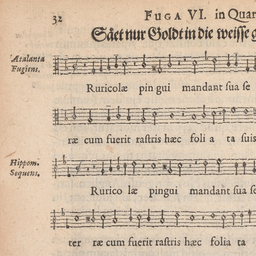 32 FUGA VI. in Quar
Säet nur Goldt in die weisse g
Atalanta
Fugiens.
Ruricolæ pin gui mandant sua se
ræ cum fuerit rastris hæc foli a ta suis
Hippom.
Sequens.
Rurico læ pingui mandant sua se
ter ræ cum fuerit rastris hæc folia ta